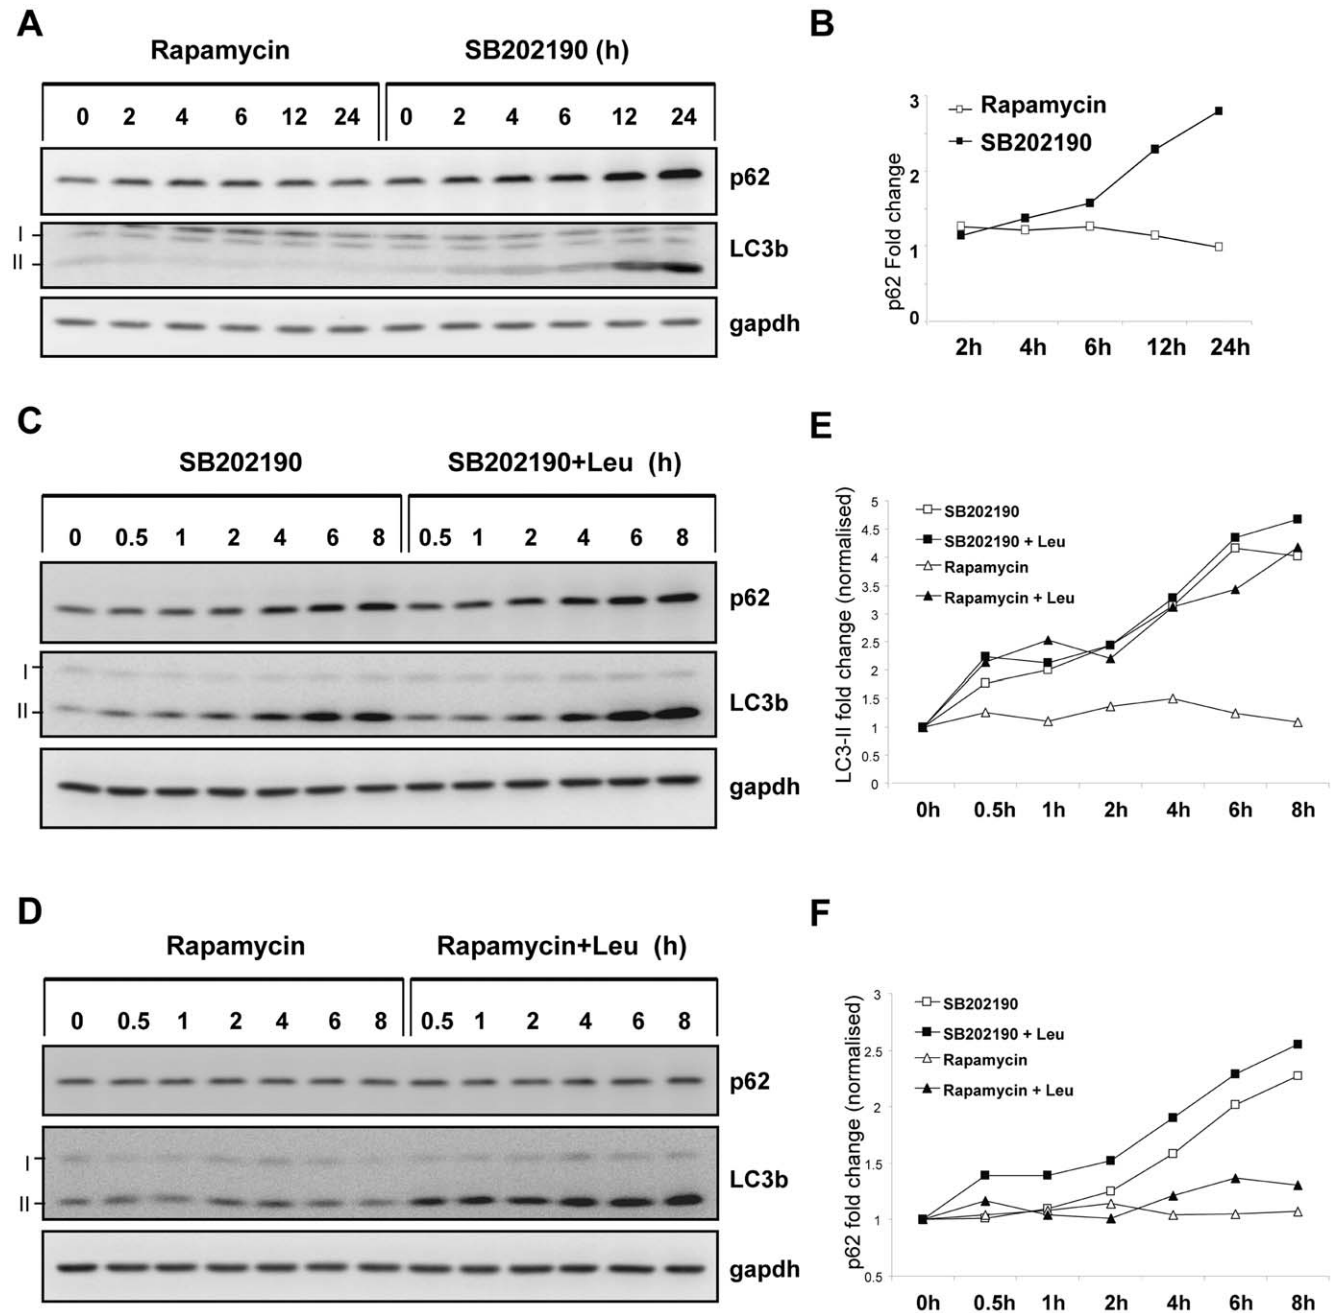 A
Rapamycin SB202190 (h)
0 2 4 6 12 24 0 2 4 6 12 24
p62
I
II
LC3b
gapdh
B
3
2
1
0
p62 Fold change
Rapamycin
SB202190
2h 4h 6h 12h 24h
C
SB202190 SB202190+Leu (h)
0 0.5 1 2 4 6 8 0.5 1 2 4 6 8
p62
I
II
LC3b
gapdh
E
LC3-II fold change (normalised)
5
4.5
4
3.5
3
2.5
2
1.5
1
0.5
0
SB202190
SB202190 + Leu
Rapamycin
Rapamycin + Leu
0h 0.5h 1h 2h 4h 6h 8h
D
Rapamycin Rapamycin+Leu (h)
0 0.5 1 2 4 6 8 0.5 1 2 4 6 8
p62
I
II
LC3b
gapdh
F
p62 fold change (normalised)
3
2.5
2
1.5
1
0.5
SB202190
SB202190 + Leu
Rapamycin
Rapamycin + Leu
0h 0.5h 1h 2h 4h 6h 8h